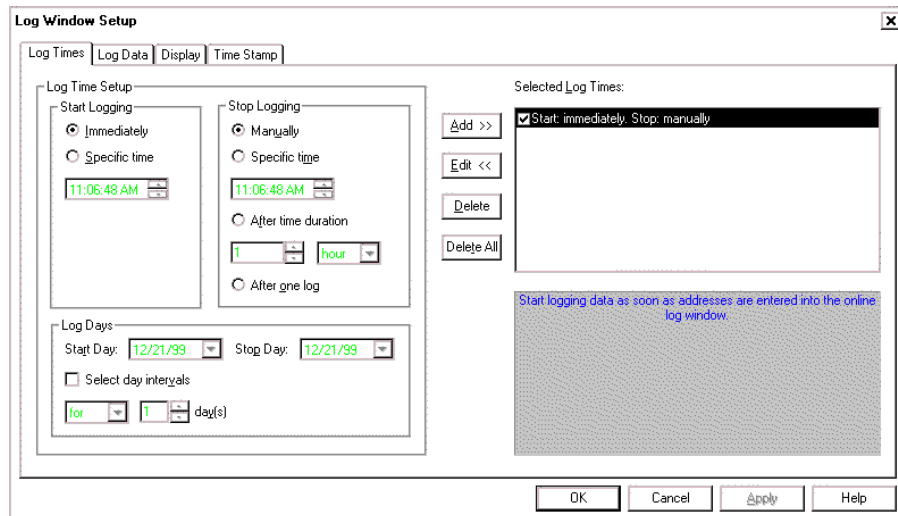 Log Window Setup
Log Times Log Data Display Time Stamp
Log Time Setup
Start Logging
Immediately
Specific time
11:06:48 AM
Stop Logging
Manually
Specific time
11:06:48 AM
After time duration
1 hour
After one log
Log Days
Start Day: 12/21/99 Stop Day: 12/21/99
Select day intervals
for 1 day(s)
Add >>
Edit <<
Delete
Delete All
Selected Log Times:
Start: immediately. Stop: manually
Start logging data as soon as addresses are entered into the online
log window.
OK Cancel Apply Help